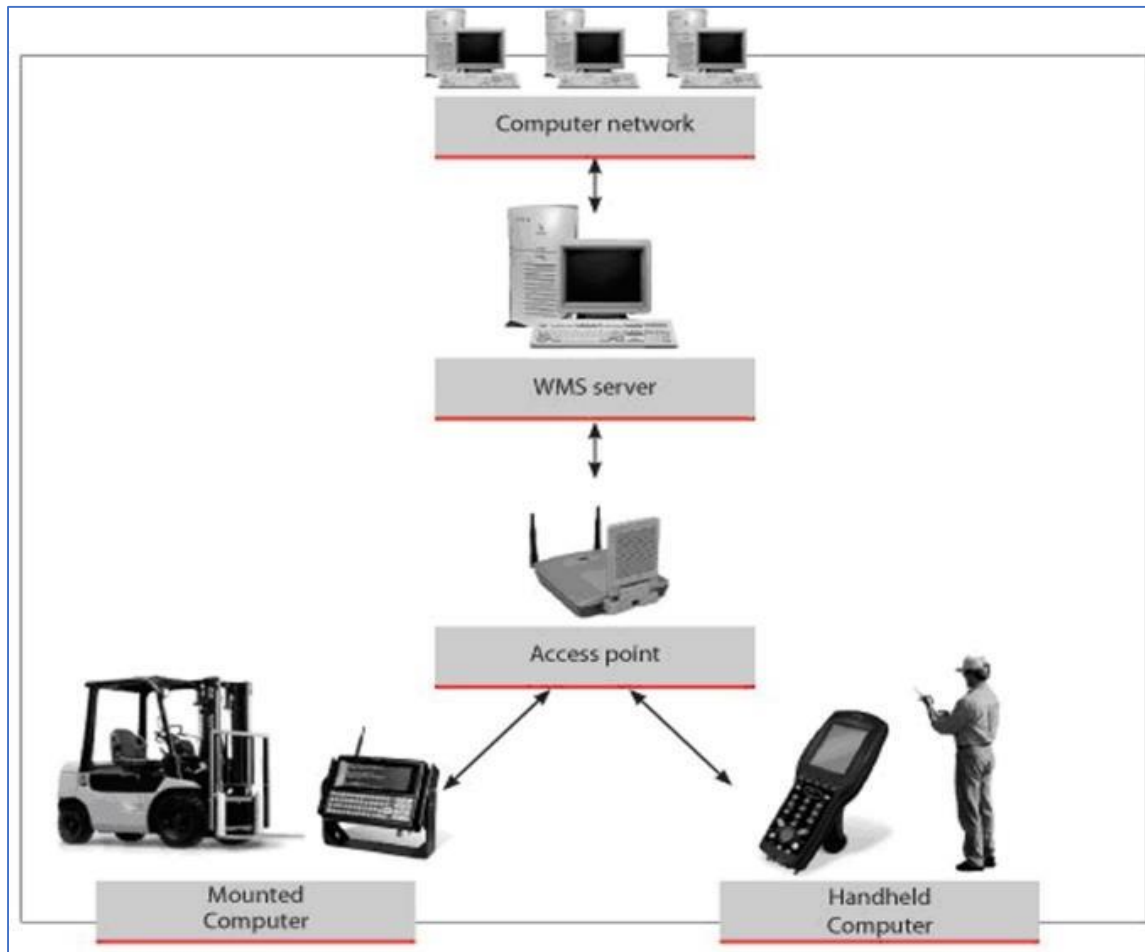 Computer network
WMS server
Access point
Mounted
Computer
Handheld
Computer